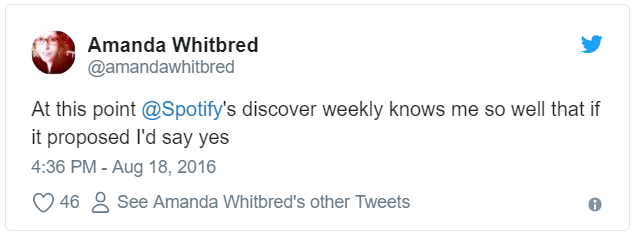 Amanda Whitbred
@amandawhitbred
At this point @Spotify's discover weekly knows me so well that if
it proposed I'd say yes
4:36 PM - Aug 18, 2016
46 See Amanda Whitbred's other Tweets